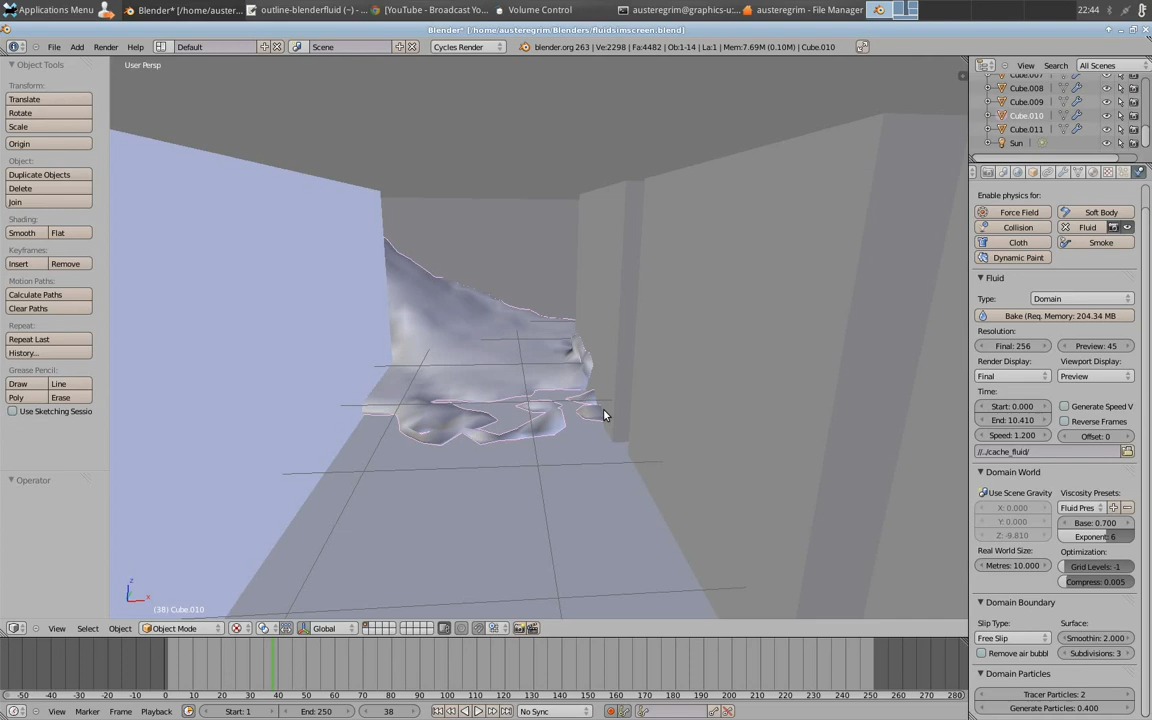 Applications Menu Blender* [/home/auster... outline-blenderfluid (~) - ... [YouTube - Broadcast Yo... Volume Control austeregrim@graphics-u:... austeregrim - File Manager 22:44
Blender* [/home/austeregrim/Blenders/fluidsimscreen.blend]
File Add Render Help Default Scene Cycles Render blender.org 263 | Ve:2298 | Fa:4482 | Ob:1-14 | La:1 | Mem:7.69M (0.10M) | Cube.010
View Search All Scenes
Object Tools
Transform:
Translate
Rotate
Scale
Origin
Object:
Duplicate Objects
Delete
Join
Shading:
Smooth Flat
Keyframes:
Insert Remove
Motion Paths:
Calculate Paths
Clear Paths
Repeat:
Repeat Last
History...
Grease Pencil:
Draw Line
Poly Erase
Use Sketching Sessio
Operator
User Persp
z
x
(38) Cube.010
Cube.007
Cube.008
Cube.009
Cube.010
Cube.011
Sun
Enable physics for:
Force Field Soft Body
Collision Fluid
Cloth Smoke
Dynamic Paint
Fluid
Type: Domain
Bake (Req. Memory: 204.34 MB
Resolution:
Final: 256 Preview: 45
Render Display: Viewport Display:
Final Preview
Time:
Start: 0.000 Generate Speed V
End: 10.410 Reverse Frames
Speed: 1.200 Offset: 0
//../cache_fluid/
Domain World
Use Scene Gravity Viscosity Presets:
X: 0.000 Fluid Pres
Y: 0.000 Base: 0.700
Z: -9.810 Exponent: 6
Real World Size: Optimization:
Metres: 10.000 Grid Levels: -1
Compress: 0.005
Domain Boundary
Slip Type: Surface:
Free Slip Smoothin: 2.000
Remove air bubbl Subdivisions: 3
Domain Particles
Tracer Particles: 2
Generate Particles: 0.400
View Select Object Object Mode Global
-50 -40 -30 -20 -10 0 10 20 30 40 50 60 70 80 90 100 110 120 130 140 150 160 170 180 190 200 210 220 230 240 250 260 270 280
View Marker Frame Playback Start: 1 End: 250 38 No Sync